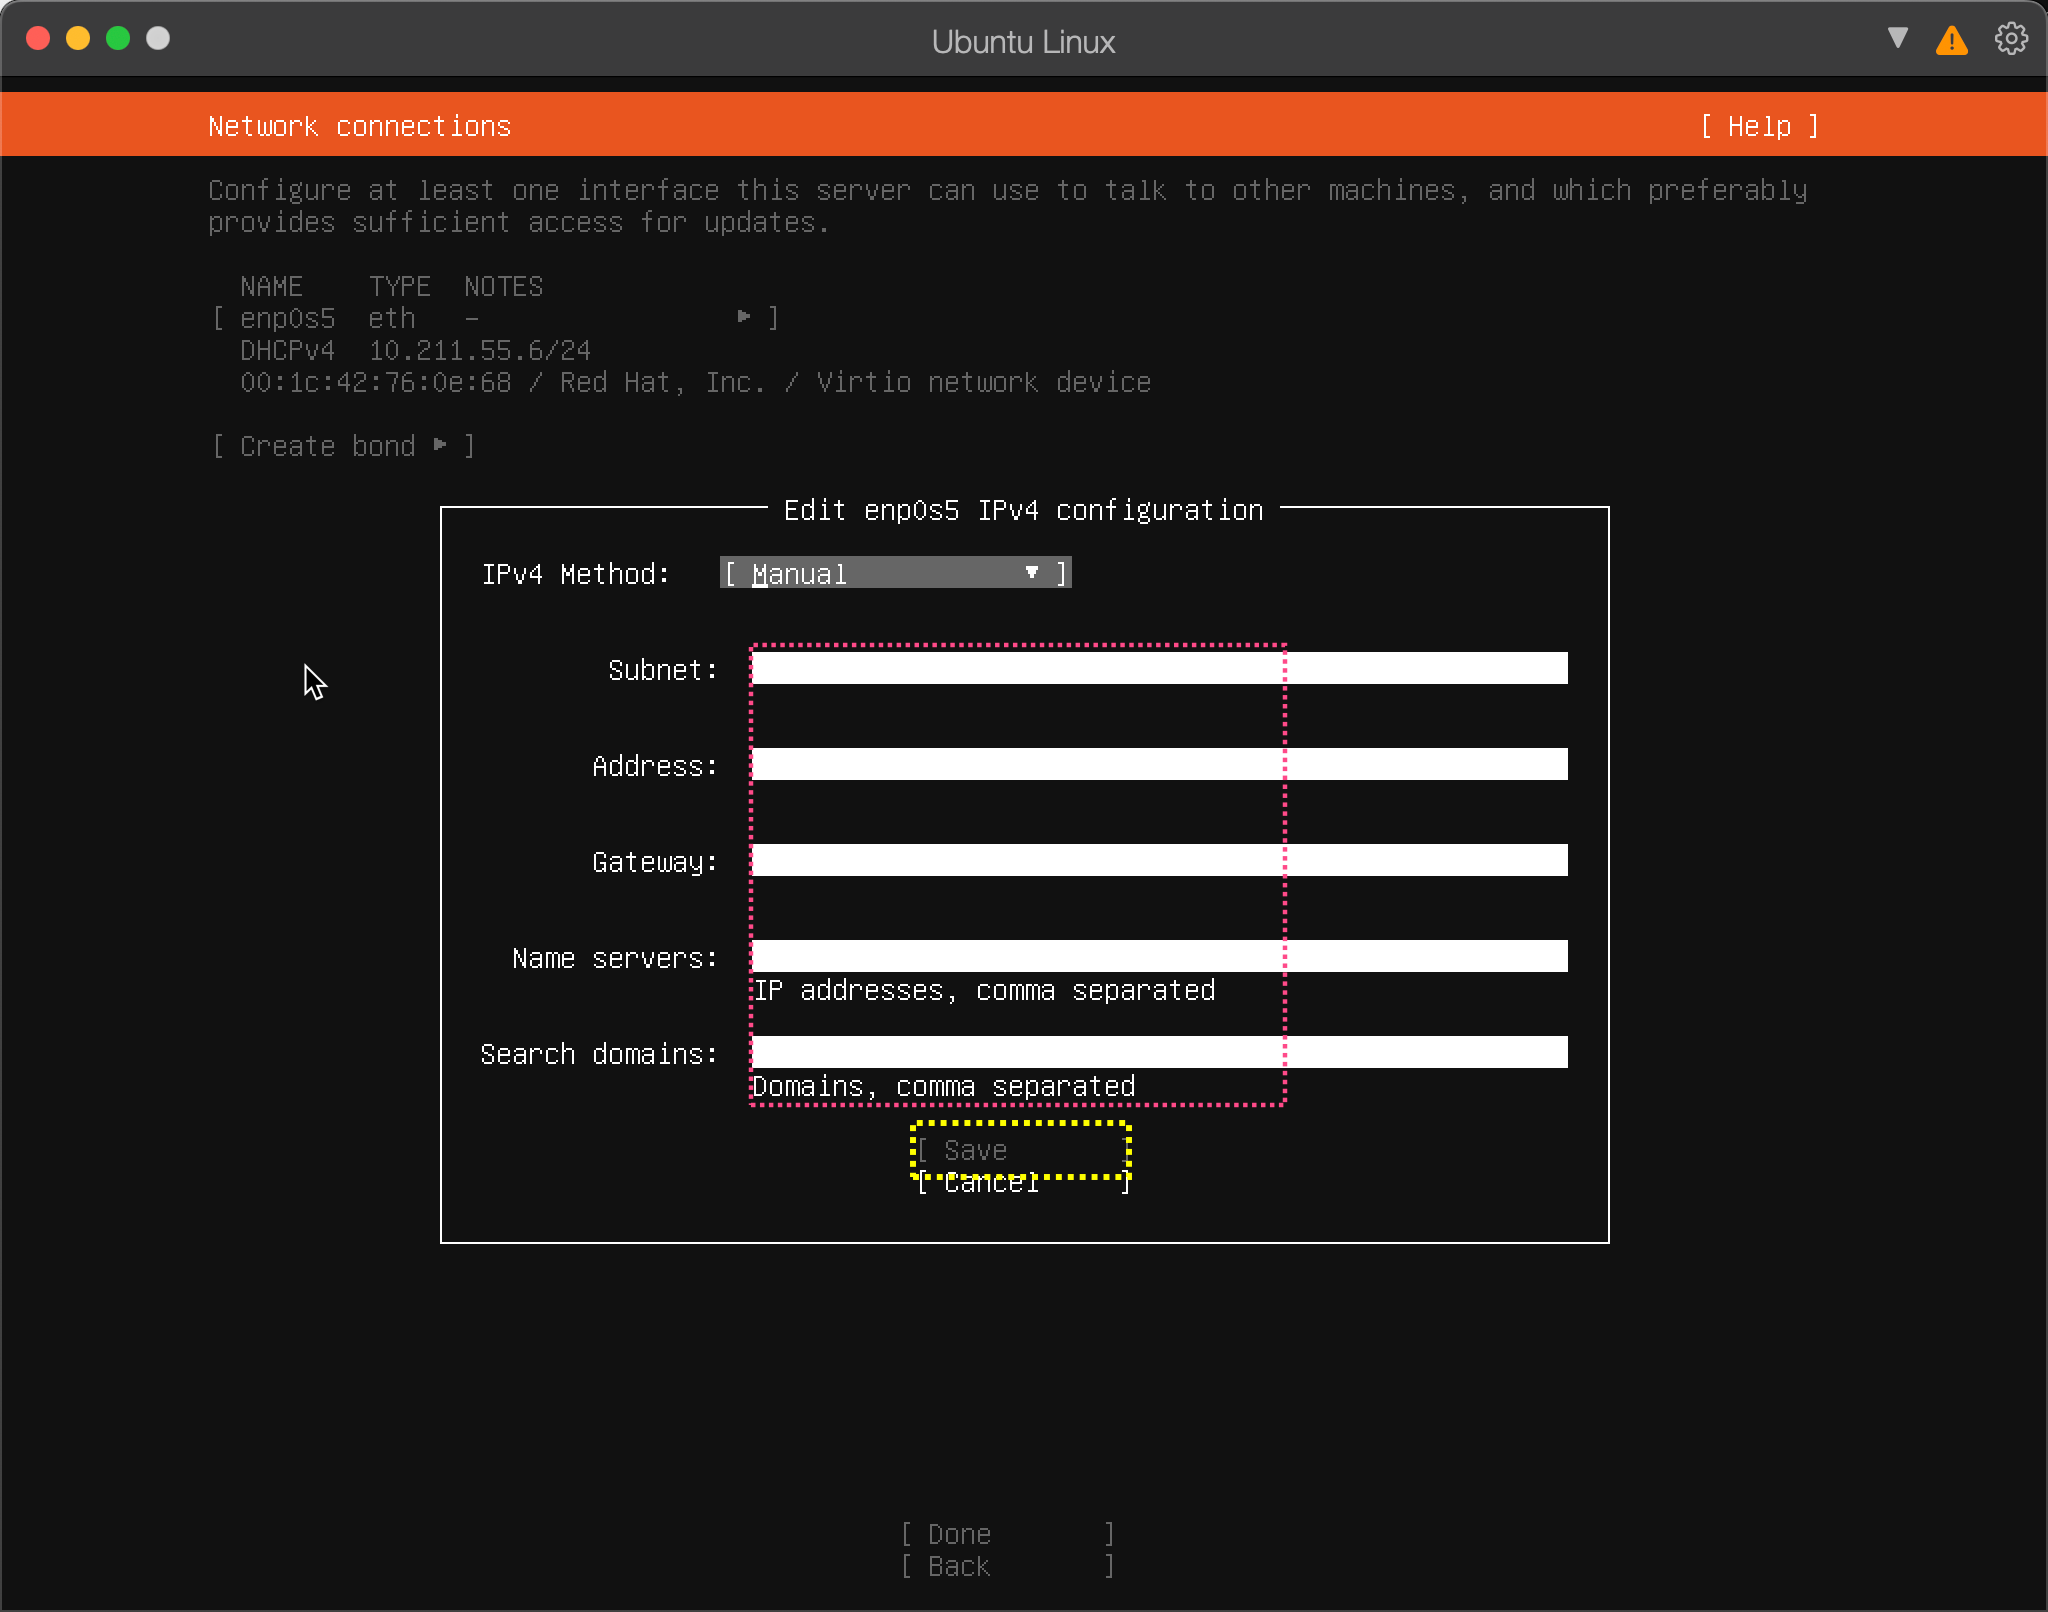 Ubuntu Linux
Network connections [ Help ]
Configure at least one interface this server can use to talk to other machines, and which preferably
provides sufficient access for updates.
NAME TYPE NOTES
[ enp0s5 eth - ▸ ]
DHCPv4 10.211.55.6/24
00:1c:42:76:0e:68 / Red Hat, Inc. / Virtio network device
[ Create bond ▸ ]
Edit enp0s5 IPv4 configuration
IPv4 Method: [ Manual ▾ ]
Subnet:
Address:
Gateway:
Name servers:
IP addresses, comma separated
Search domains:
Domains, comma separated
[ Save ]
[ Cancel ]
[ Done ]
[ Back ]